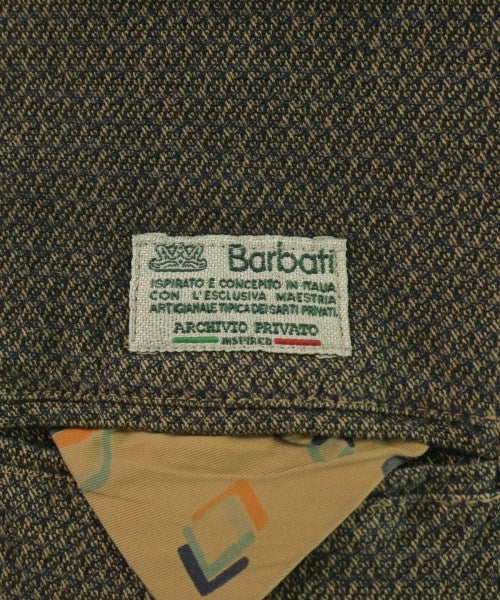 Barbati
ISPIRATO E CONCEPITO IN ITALIA
CON L'ESCLUSIVA MAESTRIA
ARTIGIANALE TIPICA DEI SARTI PRIVATI.
ARCHIVIO PRIVATO
INSPIRED